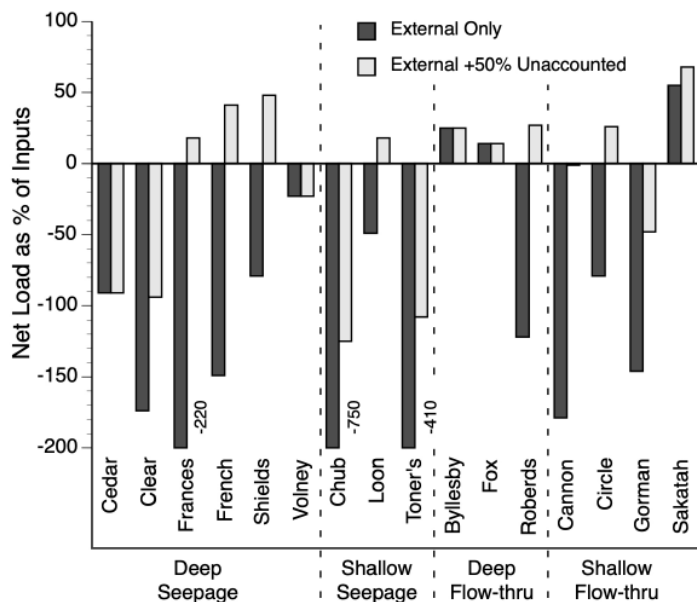 Net Load as % of Inputs
100
50
0
-50
-100
-150
-200
External Only
External +50% Unaccounted
-220
-750
-410
Cedar
Clear
Frances
French
Shields
Volney
Chub
Loon
Toner's
Byllesby
Fox
Roberds
Cannon
Circle
Gorman
Sakatah
Deep
Seepage
Shallow
Seepage
Deep
Flow-thru
Shallow
Flow-thru